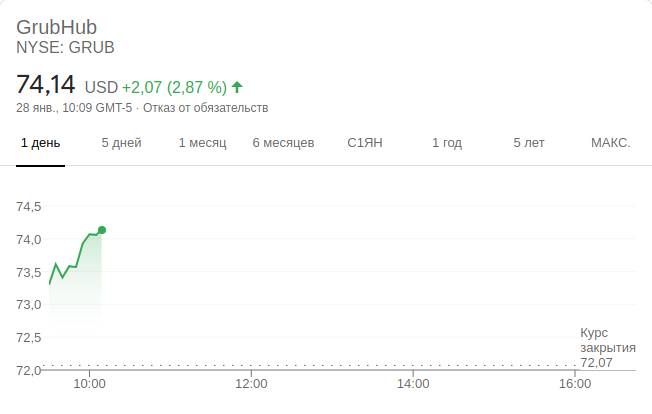 GrubHub
NYSE: GRUB
74,14 USD +2,07 (2,87 %)
28 янв., 10:09 GMT-5 · Отказ от обязательств
1 день 5 дней 1 месяц 6 месяцев С1ЯН 1 год 5 лет МАКС.
74,5
74,0
73,5
73,0
72,5
72,0
Курс
закрытия
72,07
10:00 12:00 14:00 16:00